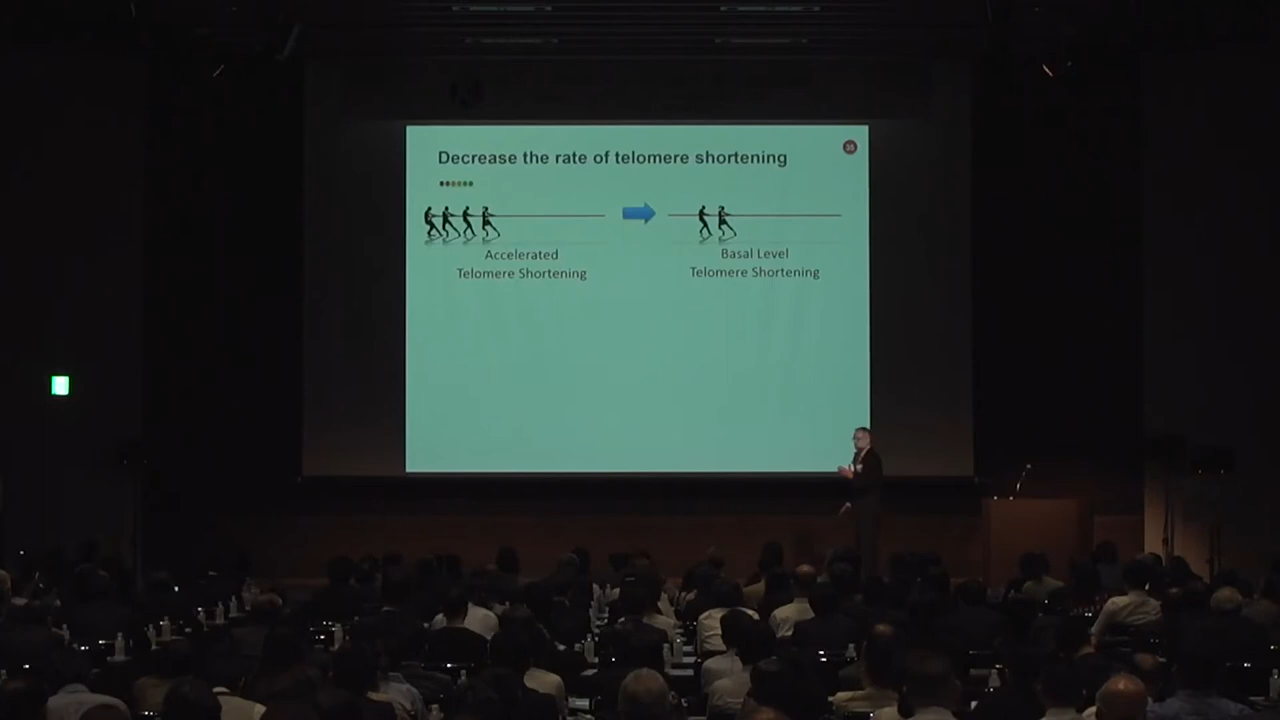 Decrease the rate of telomere shortening
35
Accelerated
Telomere Shortening
Basal Level
Telomere Shortening